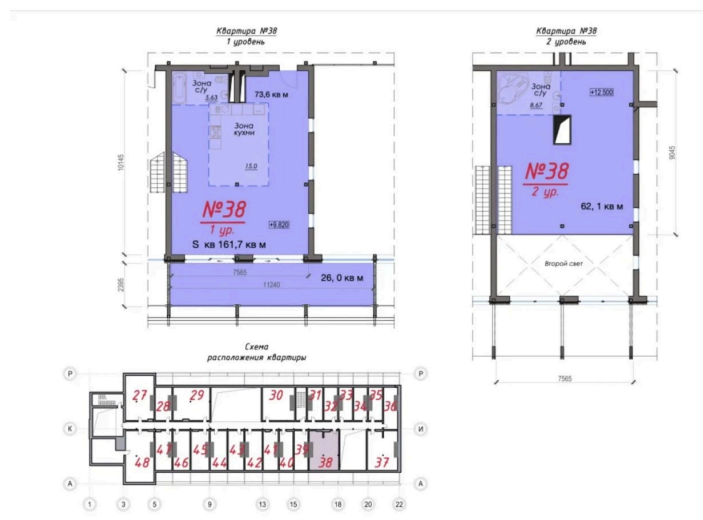 Квартира №38
1 уровень
Зона
с/у
5.63
73,6 кв м
Зона
кухни
15.0
10145
№38
1 ур.
+9.820
S кв 161,7 кв м
2395
7565
11240
26, 0 кв м
Квартира №38
2 уровень
Зона
с/у
8.67
+12.500
9045
№38
2 ур.
62, 1 кв м
Второй свет
7565
Схема
расположения квартиры
Р
Р
27
28
29
30
31
32
33
34
35
36
К
И
48
47
46
45
44
43
42
41
40
39
38
37
А
А
1
3
5
9
13
15
18
20
22